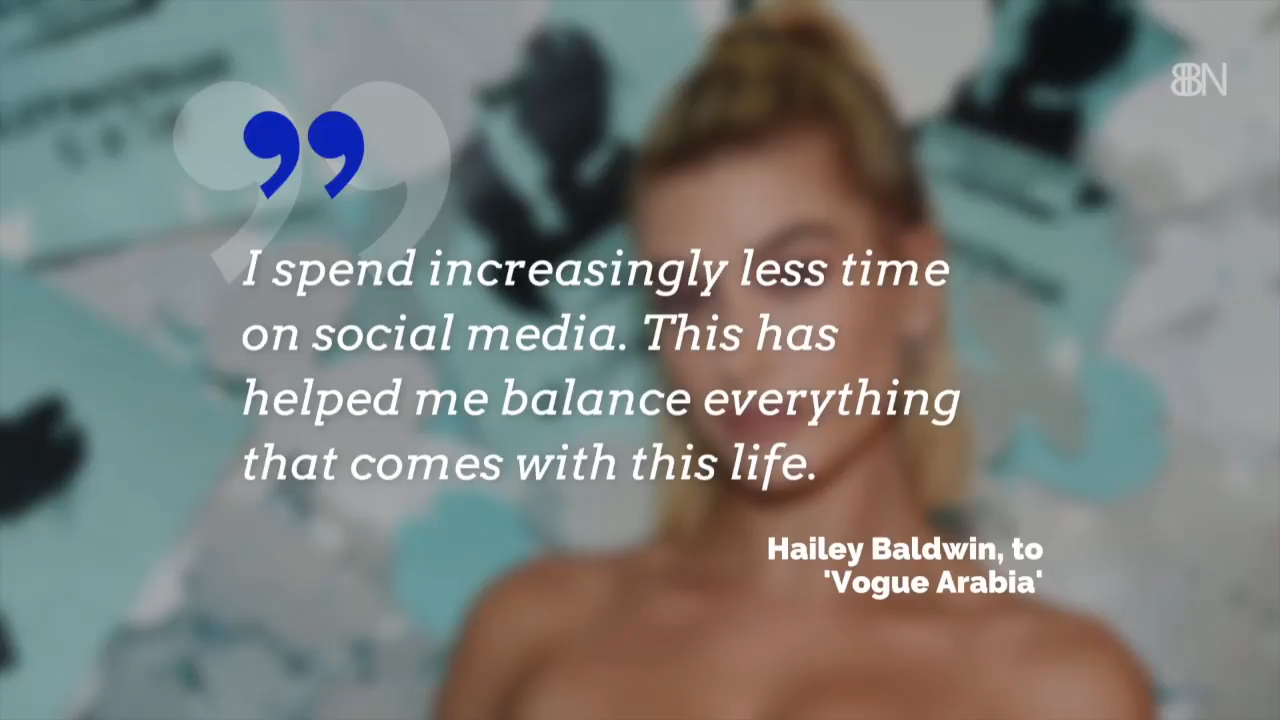 BBN
”
I spend increasingly less time
on social media. This has
helped me balance everything
that comes with this life.
Hailey Baldwin, to
'Vogue Arabia'